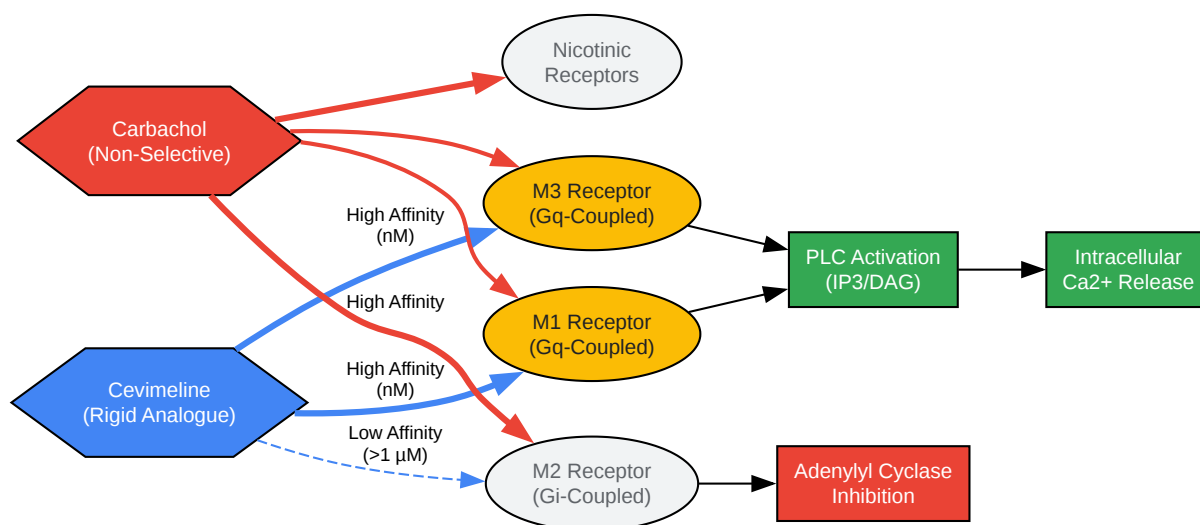 Nicotinic
Receptors
Carbachol
(Non-Selective)
M3 Receptor
(Gq-Coupled)
High Affinity
(nM)
PLC Activation
(IP3/DAG)
Intracellular
Ca2+ Release
High Affinity
M1 Receptor
(Gq-Coupled)
High Affinity
(nM)
Cevimeline
(Rigid Analogue)
Low Affinity
(>1 µM)
M2 Receptor
(Gi-Coupled)
Adenylyl Cyclase
Inhibition